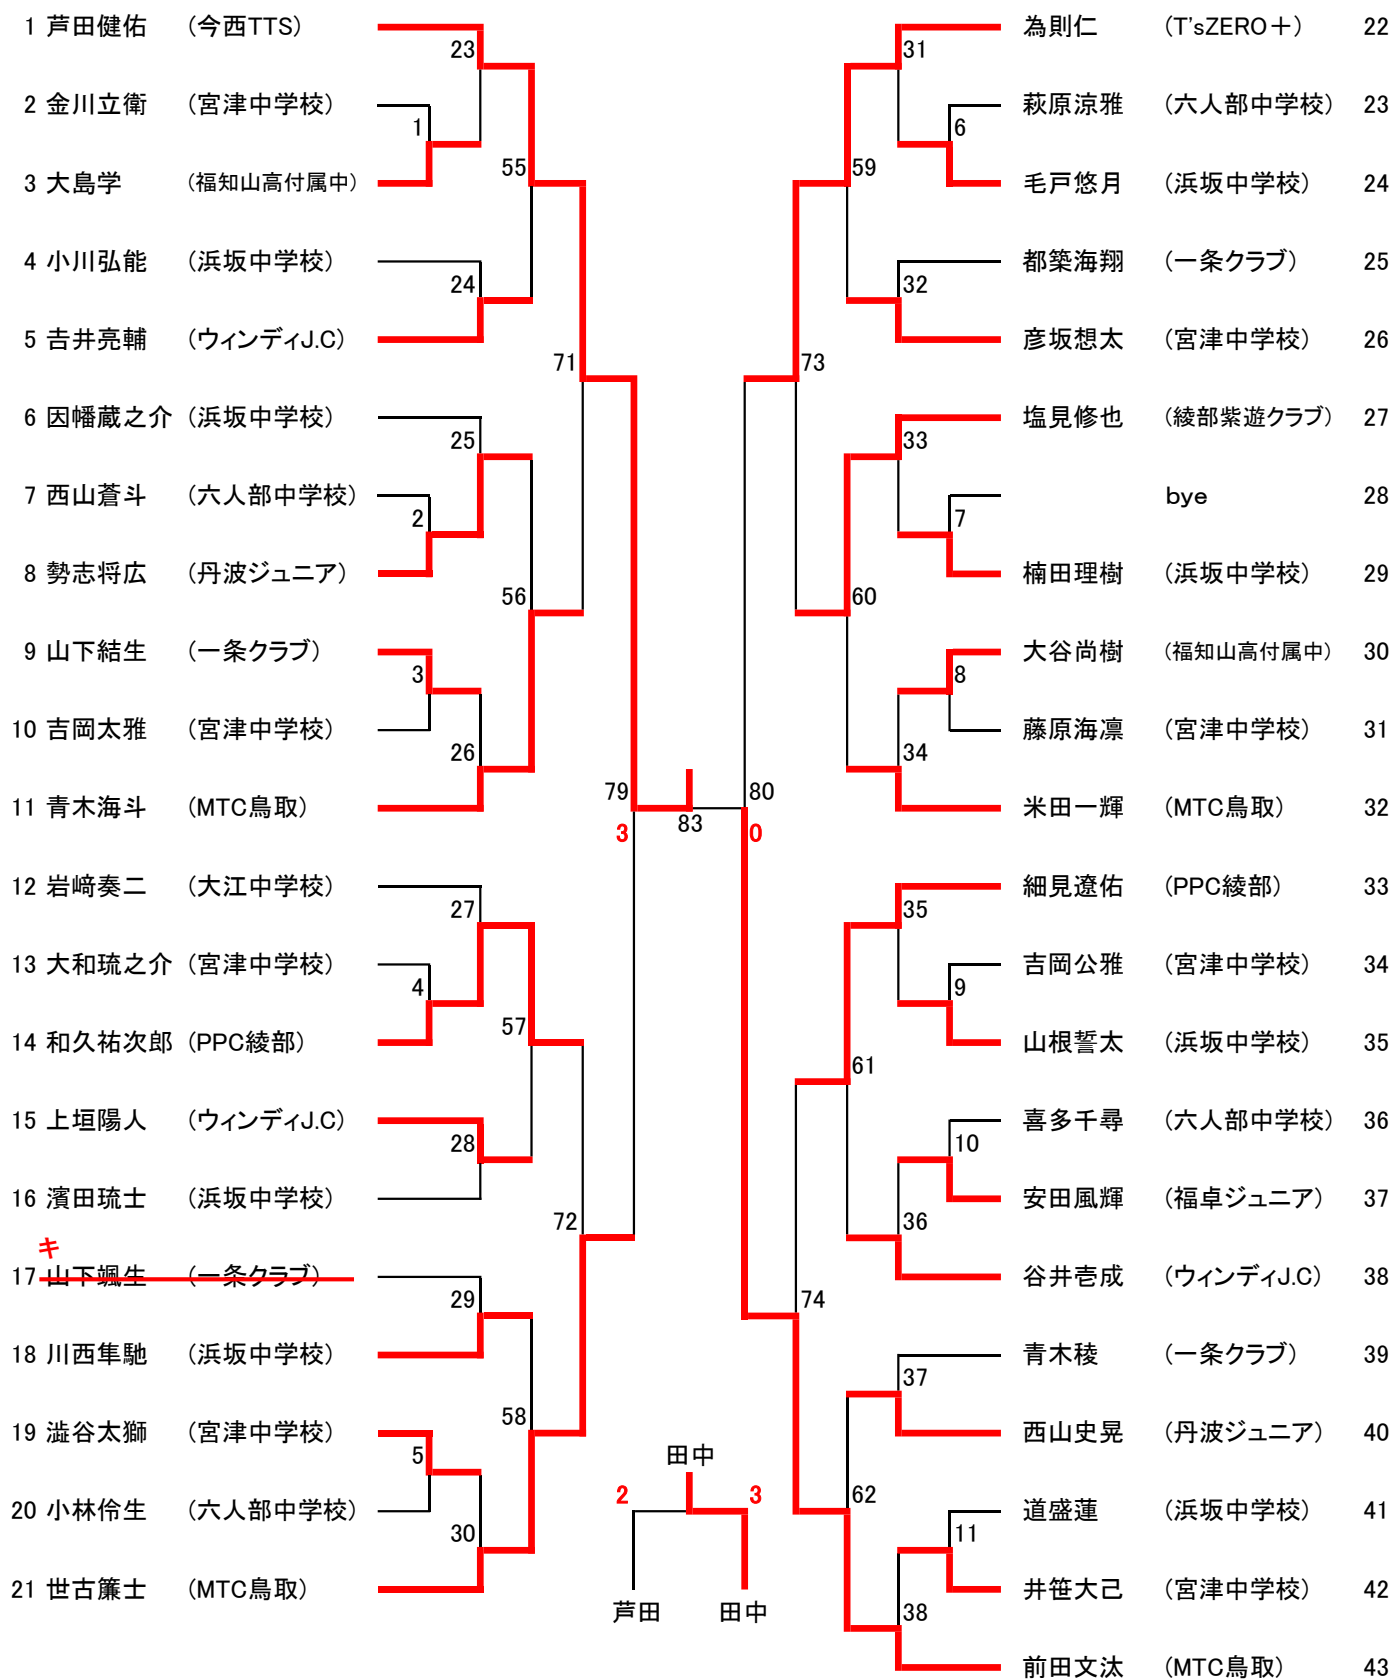 1 芦田健佑 (今西TTS)
23
2 金川立衛 (宮津中学校)
1
3 大島学 (福知山高付属中)
55
4 小川弘能 (浜坂中学校)
24
5 吉井亮輔 (ウィンディJ.C)
71
6 因幡蔵之介 (浜坂中学校)
25
7 西山蒼斗 (六人部中学校)
2
8 勢志将広 (丹波ジュニア)
56
9 山下結生 (一条クラブ)
3
10 吉岡太雅 (宮津中学校)
26
11 青木海斗 (MTC鳥取)
79
3
12 岩﨑奏二 (大江中学校)
27
13 大和琉之介 (宮津中学校)
4
14 和久祐次郎 (PPC綾部)
57
15 上垣陽人 (ウィンディJ.C)
28
16 濱田琉士 (浜坂中学校)
72
キ
17 山下颯生 (一条クラブ)
29
18 川西隼馳 (浜坂中学校)
58
19 澁谷太獅 (宮津中学校)
5
20 小林伶生 (六人部中学校)
30
21 世古簾士 (MTC鳥取)
83
田中
2 3
芦田 田中
為則仁 (T'sZERO+) 22
31
萩原涼雅 (六人部中学校) 23
6
毛戸悠月 (浜坂中学校) 24
59
都築海翔 (一条クラブ) 25
32
彦坂想太 (宮津中学校) 26
73
塩見修也 (綾部紫遊クラブ) 27
33
bye 28
7
楠田理樹 (浜坂中学校) 29
60
大谷尚樹 (福知山高付属中) 30
8
藤原海凛 (宮津中学校) 31
34
米田一輝 (MTC鳥取) 32
80
0
細見遼佑 (PPC綾部) 33
35
吉岡公雅 (宮津中学校) 34
9
山根誓太 (浜坂中学校) 35
61
喜多千尋 (六人部中学校) 36
10
安田風輝 (福卓ジュニア) 37
36
谷井壱成 (ウィンディJ.C) 38
74
青木稜 (一条クラブ) 39
37
西山史晃 (丹波ジュニア) 40
62
道盛蓮 (浜坂中学校) 41
11
井笹大己 (宮津中学校) 42
38
前田文汰 (MTC鳥取) 43